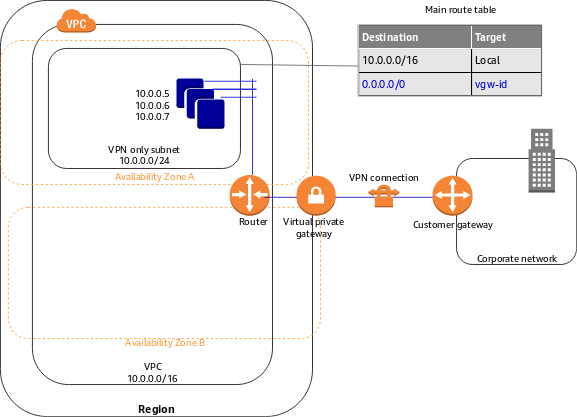 Main route table
VPC
Destination Target
10.0.0.0/16 Local
0.0.0.0/0 vgw-id
10.0.0.5
10.0.0.6
10.0.0.7
VPN only subnet
10.0.0.0/24
Availability Zone A
VPN connection
Router
Virtual private
gateway
Customer gateway
Corporate network
Availability Zone B
VPC
10.0.0.0/16
Region